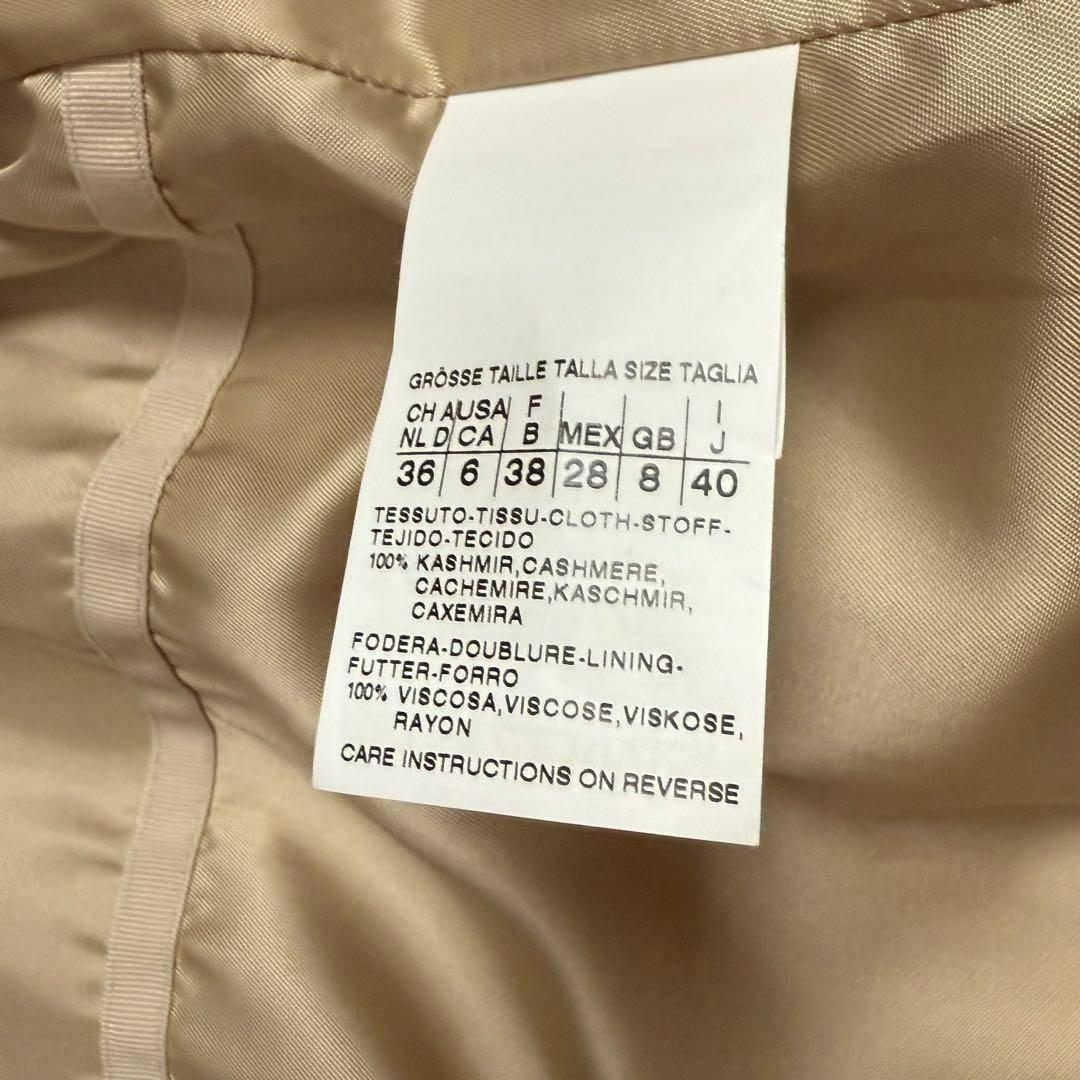 GRÖSSE TAILLE TALLA SIZE TAGLIA
CH A USA F I
NL D CA B MEX GB J
36 6 38 28 8 40
TESSUTO-TISSU-CLOTH-STOFF-
TEJIDO-TECIDO
100% KASHMIR,CASHMERE,
CACHEMIRE,KASCHMIR,
CAXEMIRA
FODERA-DOUBLURE-LINING-
FUTTER-FORRO
100% VISCOSA,VISCOSE,VISKOSE,
RAYON
CARE INSTRUCTIONS ON REVERSE